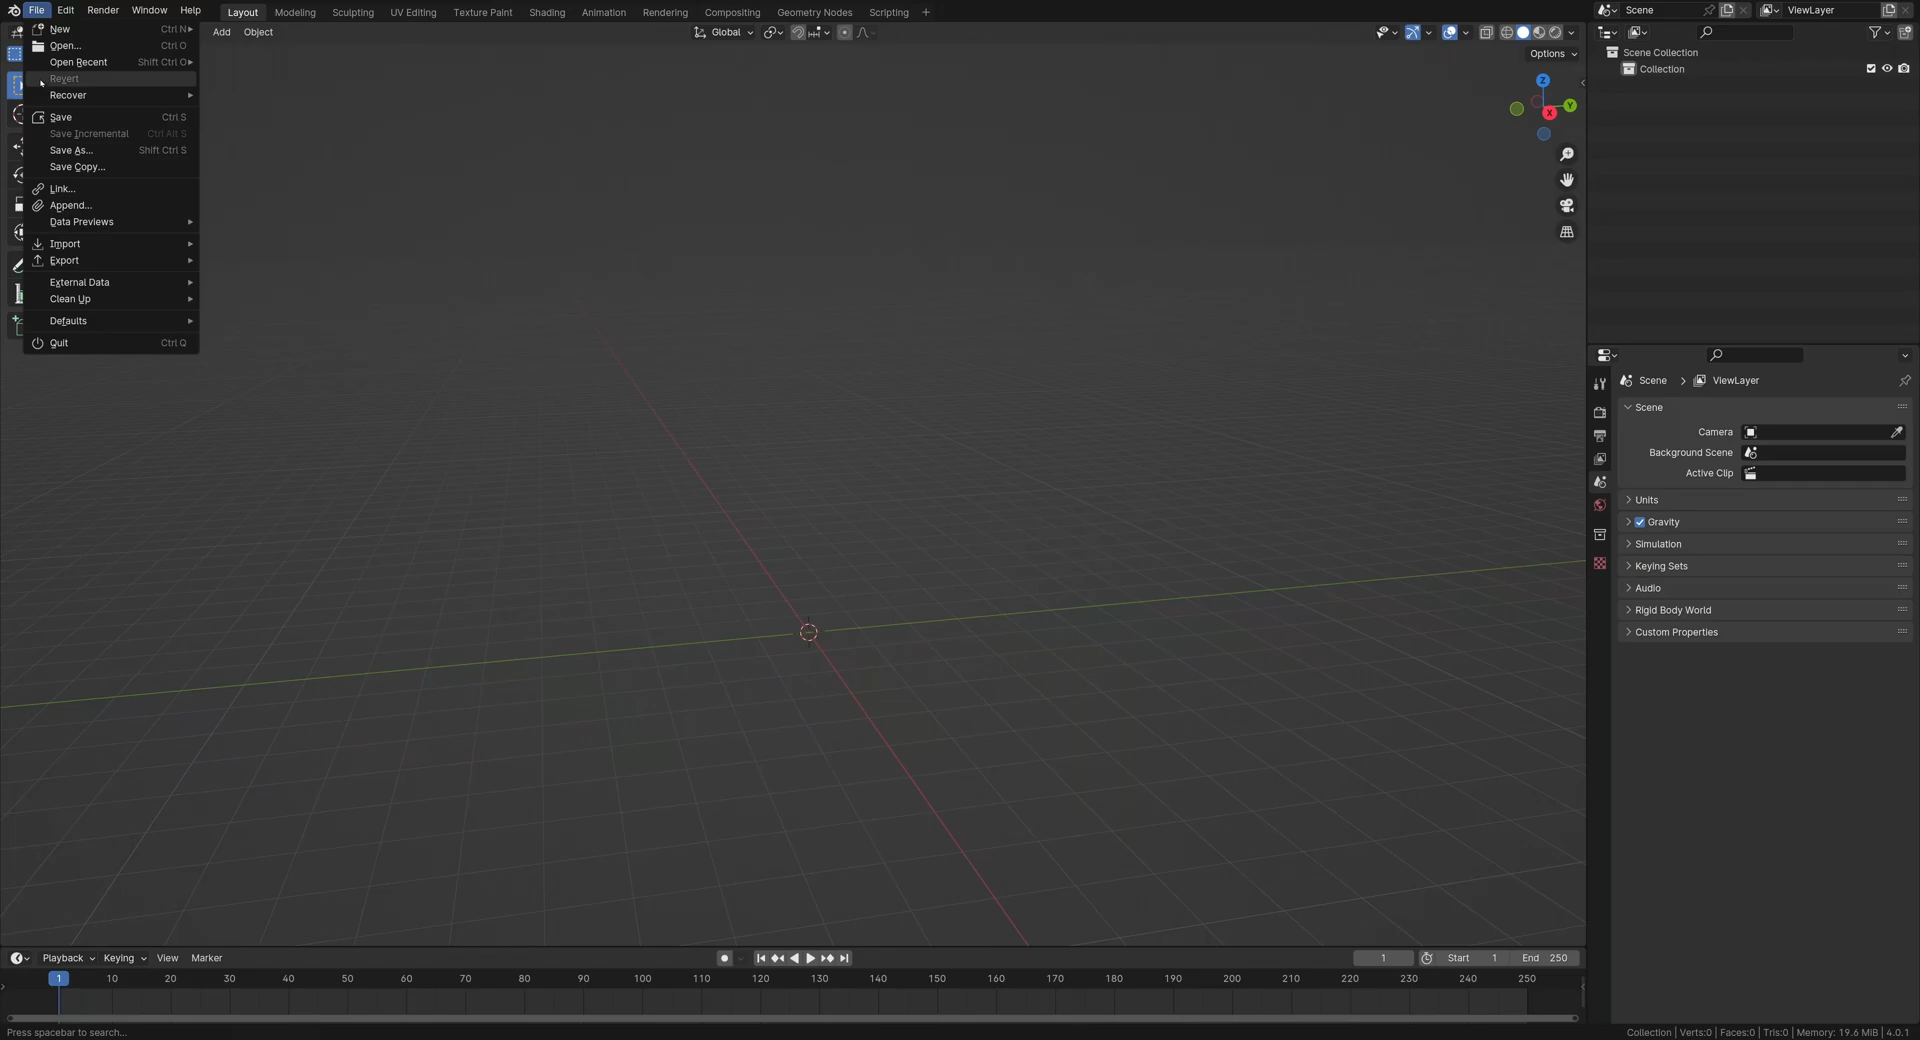 File Edit Render Window Help Layout Modeling Sculpting UV Editing Texture Paint Shading Animation Rendering Compositing Geometry Nodes Scripting + Scene ViewLayer
Add Object Global
Options
New Ctrl N
Open... Ctrl O
Open Recent Shift Ctrl O
Revert
Recover
Save Ctrl S
Save Incremental Ctrl Alt S
Save As... Shift Ctrl S
Save Copy...
Link...
Append...
Data Previews
Import
Export
External Data
Clean Up
Defaults
Quit Ctrl Q
Z
Y
X
Scene Collection
Collection
Scene > ViewLayer
Scene
Camera
Background Scene
Active Clip
Units
Gravity
Simulation
Keying Sets
Audio
Rigid Body World
Custom Properties
Playback Keying View Marker 1 Start 1 End 250
1 10 20 30 40 50 60 70 80 90 100 110 120 130 140 150 160 170 180 190 200 210 220 230 240 250
Press spacebar to search...
Collection | Verts:0 | Faces:0 | Tris:0 | Memory: 19.6 MiB | 4.0.1